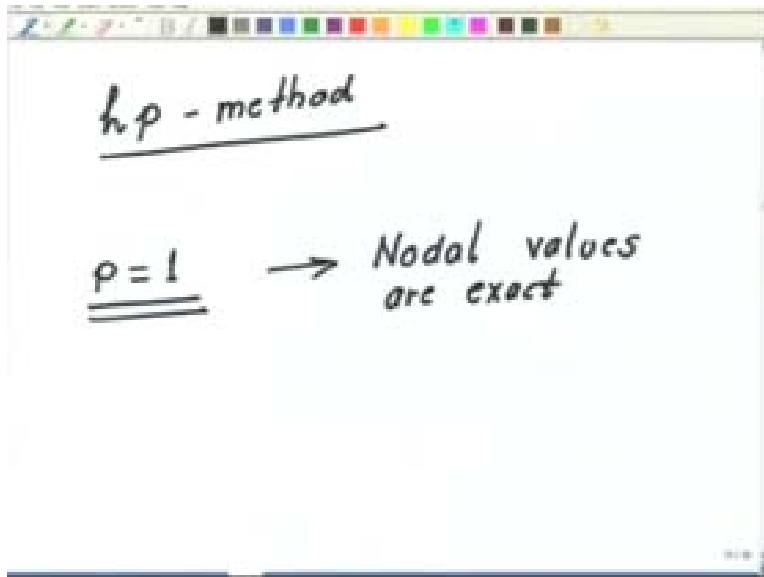 hp - method
p = 1 → Nodal values
are exact